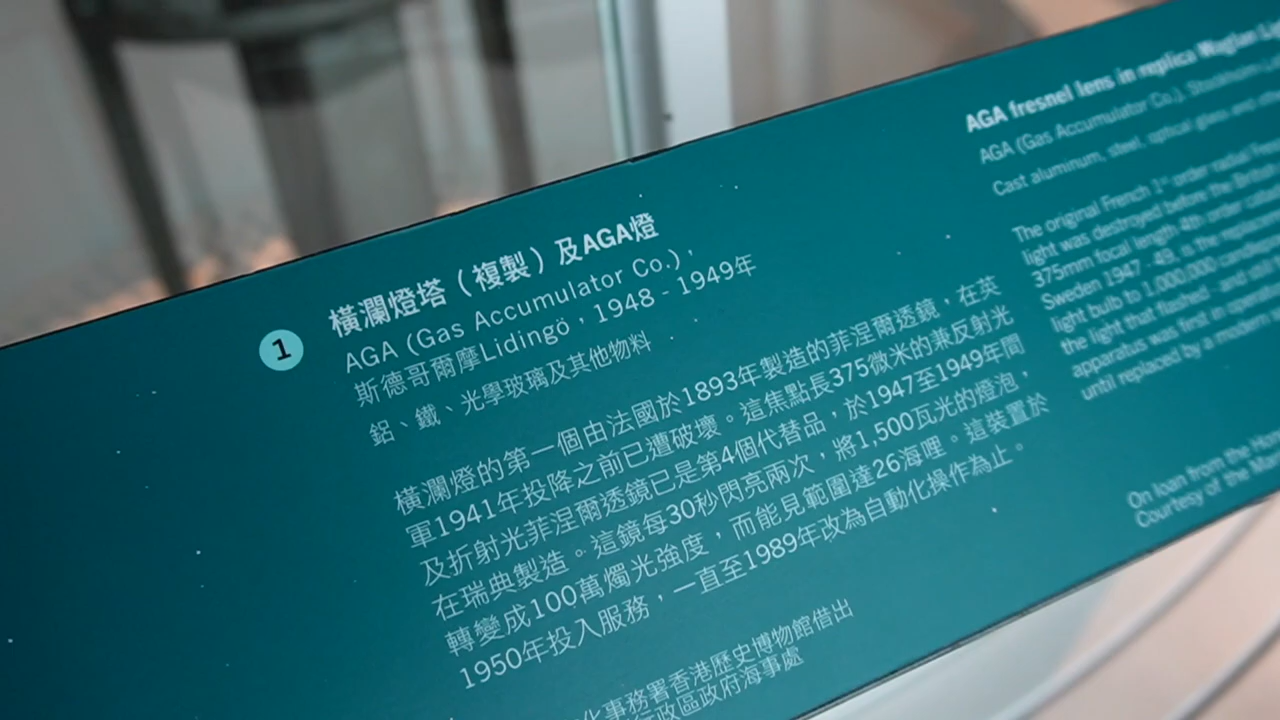 1
橫瀾燈塔（複製）及AGA燈
AGA (Gas Accumulator Co.),
斯德哥爾摩Lidingö，1948 - 1949年
鋁、鐵、光學玻璃及其他物料
橫瀾燈的第一個由法國於1893年製造的菲涅爾透鏡，在英
軍1941年投降之前已遭破壞。這焦點長375微米的兼反射光
及折射光菲涅爾透鏡已是第4個代替品，於1947至1949年間
在瑞典製造。這鏡每30秒閃亮兩次，將1,500瓦光的燈泡，
轉變成100萬燭光強度，而能見範圍達26海哩。這裝置於
1950年投入服務，一直至1989年改為自動化操作為止。
化事務署香港歷史博物館借出
行政區政府海事處
AGA fresnel lens in replica Waglan
AGA (Gas Accumulator Co.), Stockholm
Cast aluminum, steel, optical glass and
The original French 1st order radial
light was destroyed before the British
375mm focal length 4th order
Sweden 1947-49, is the
light bulb to 1,000,000
the light that flashed
apparatus was first in
until replaced by a modern
On loan from the
Courtesy of the